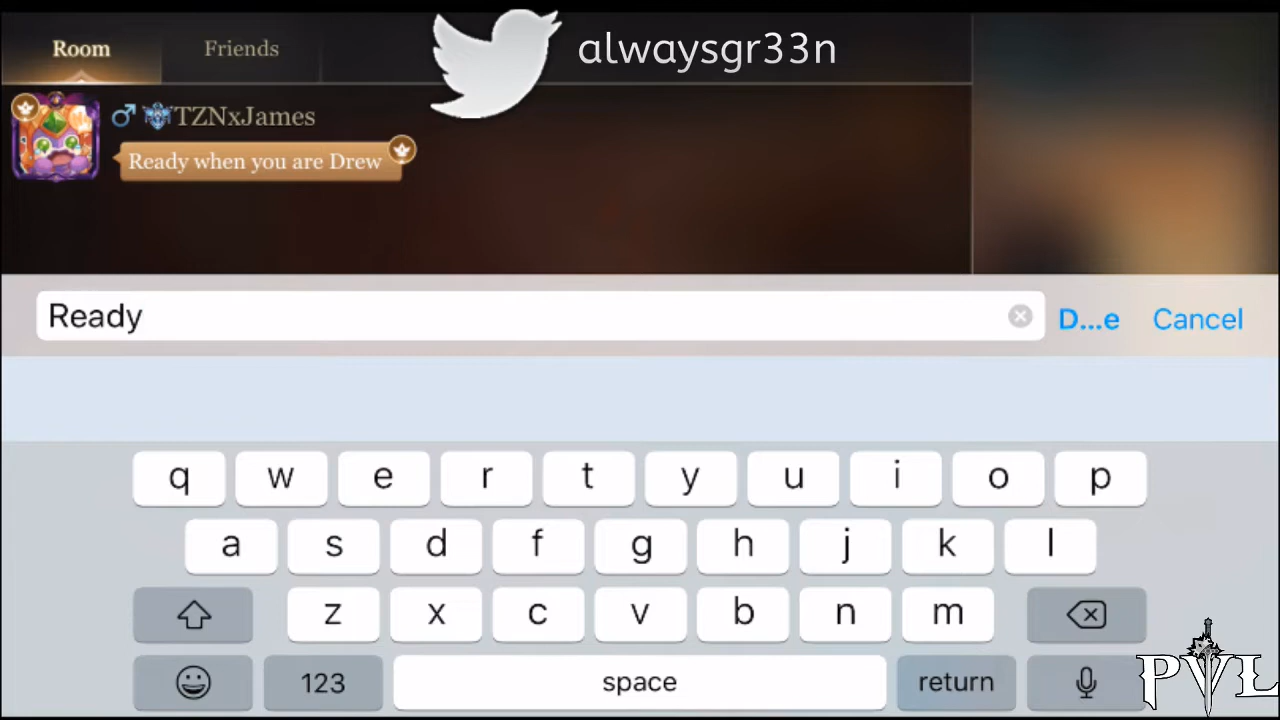 Room Friends
alwaysgr33n
TZNxJames
Ready when you are Drew
Ready
D...e Cancel
q w e r t y u i o p
a s d f g h j k l
z x c v b n m
123 space return
PVL